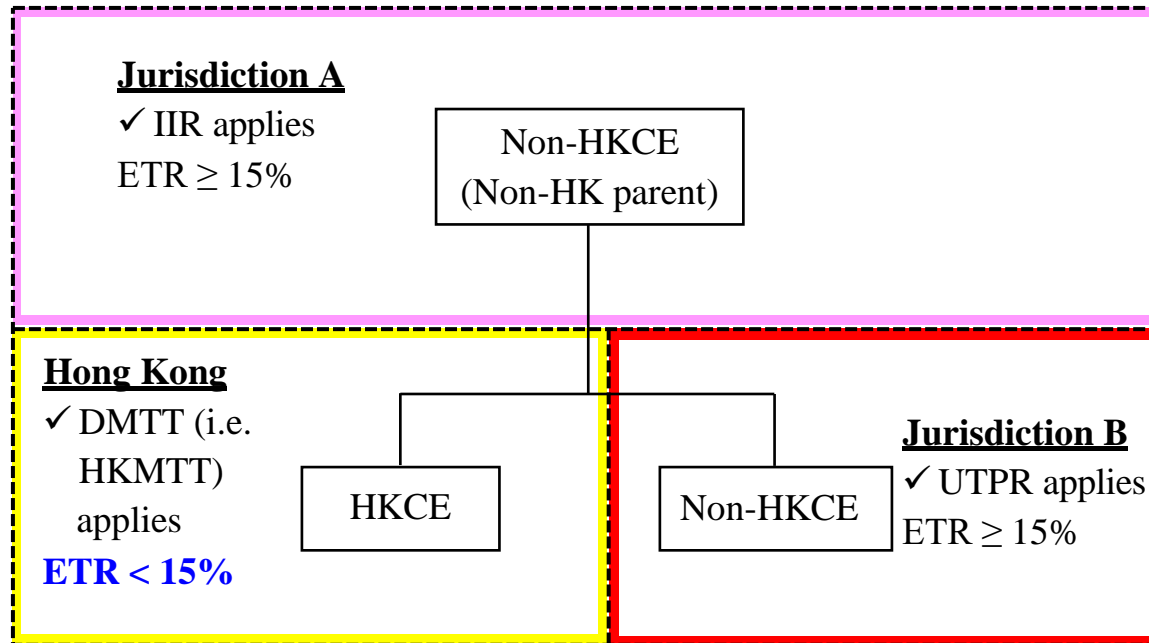 Jurisdiction A
✓ IIR applies
ETR ≥ 15%
Non-HKCE
(Non-HK parent)
Hong Kong
✓ DMTT (i.e.
HKMTT)
applies
ETR < 15%
HKCE
Non-HKCE
Jurisdiction B
✓ UTPR applies
ETR ≥ 15%